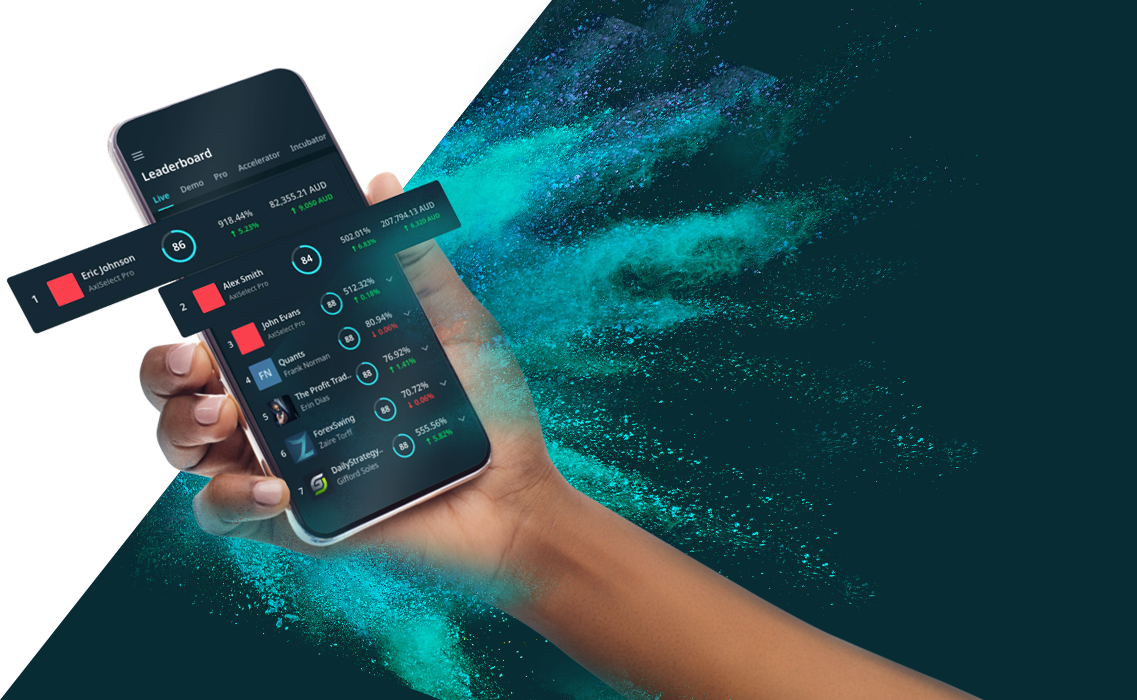 Leaderboard
Live Demo Pro Accelerator Incubator
1 Eric Johnson 86 918.44% 82,355.21 AUD
AxiSelect Pro ↑ 5.23% ↑ 9.050 AUD
2 Alex Smith 84 502.01% 207,794.13 AUD
AxiSelect Pro ↑ 6.83% ↑ 6,320 AUD
3 John Evans 88 512.32%
AxiSelect Pro ↑ 0.18%
4 FN Quants 88 80.94%
Frank Norman ↓ 0.06%
5 The Profit Trad... 88 76.92%
Erin Dias ↑ 1.41%
6 ForexSwing 88 70.72%
Zaire Torff ↓ 0.06%
7 DailyStrategy... 88 555.56%
Gifford Soles ↑ 5.82%